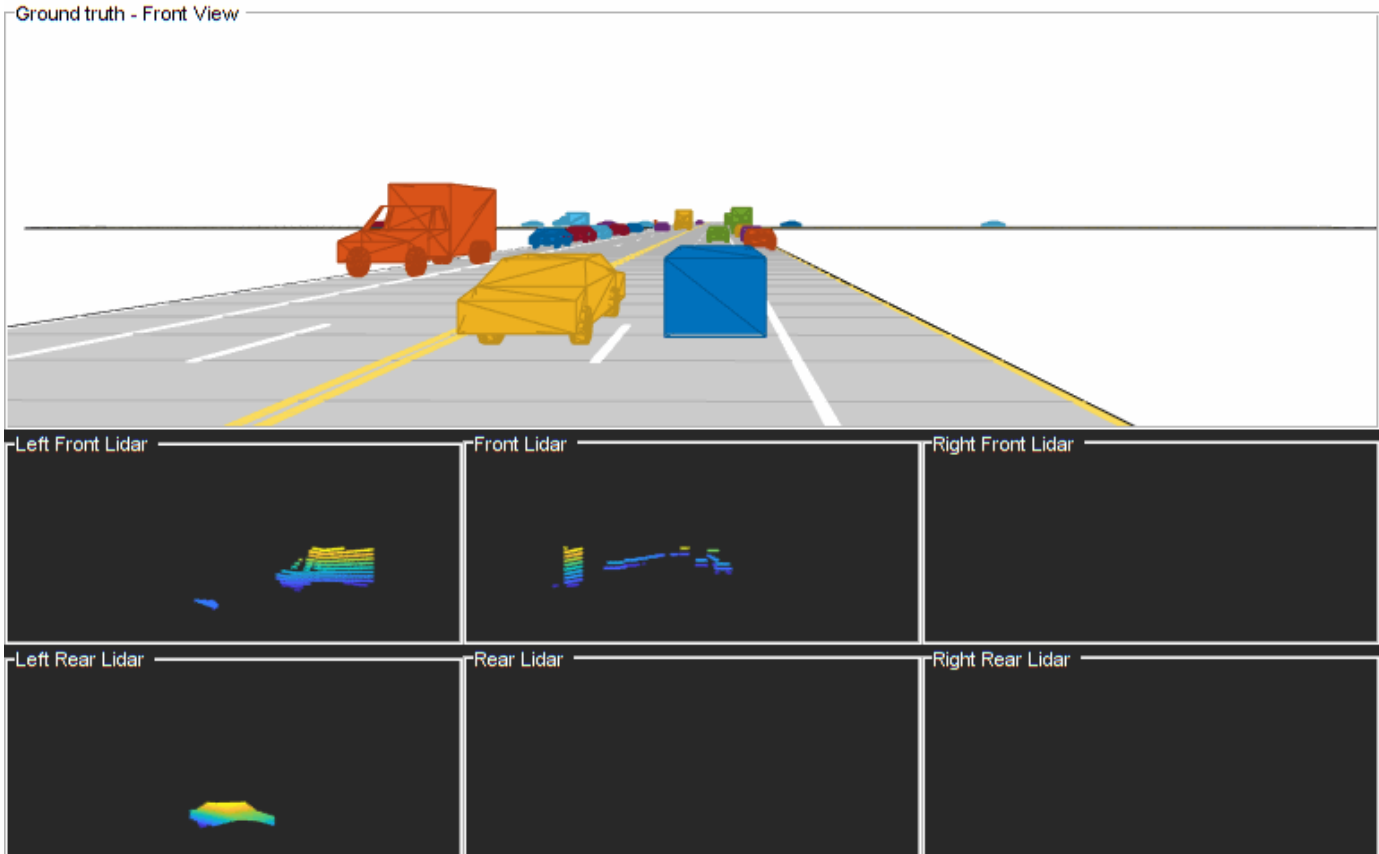 Ground truth - Front View
Left Front Lidar
Front Lidar
Right Front Lidar
Left Rear Lidar
Rear Lidar
Right Rear Lidar